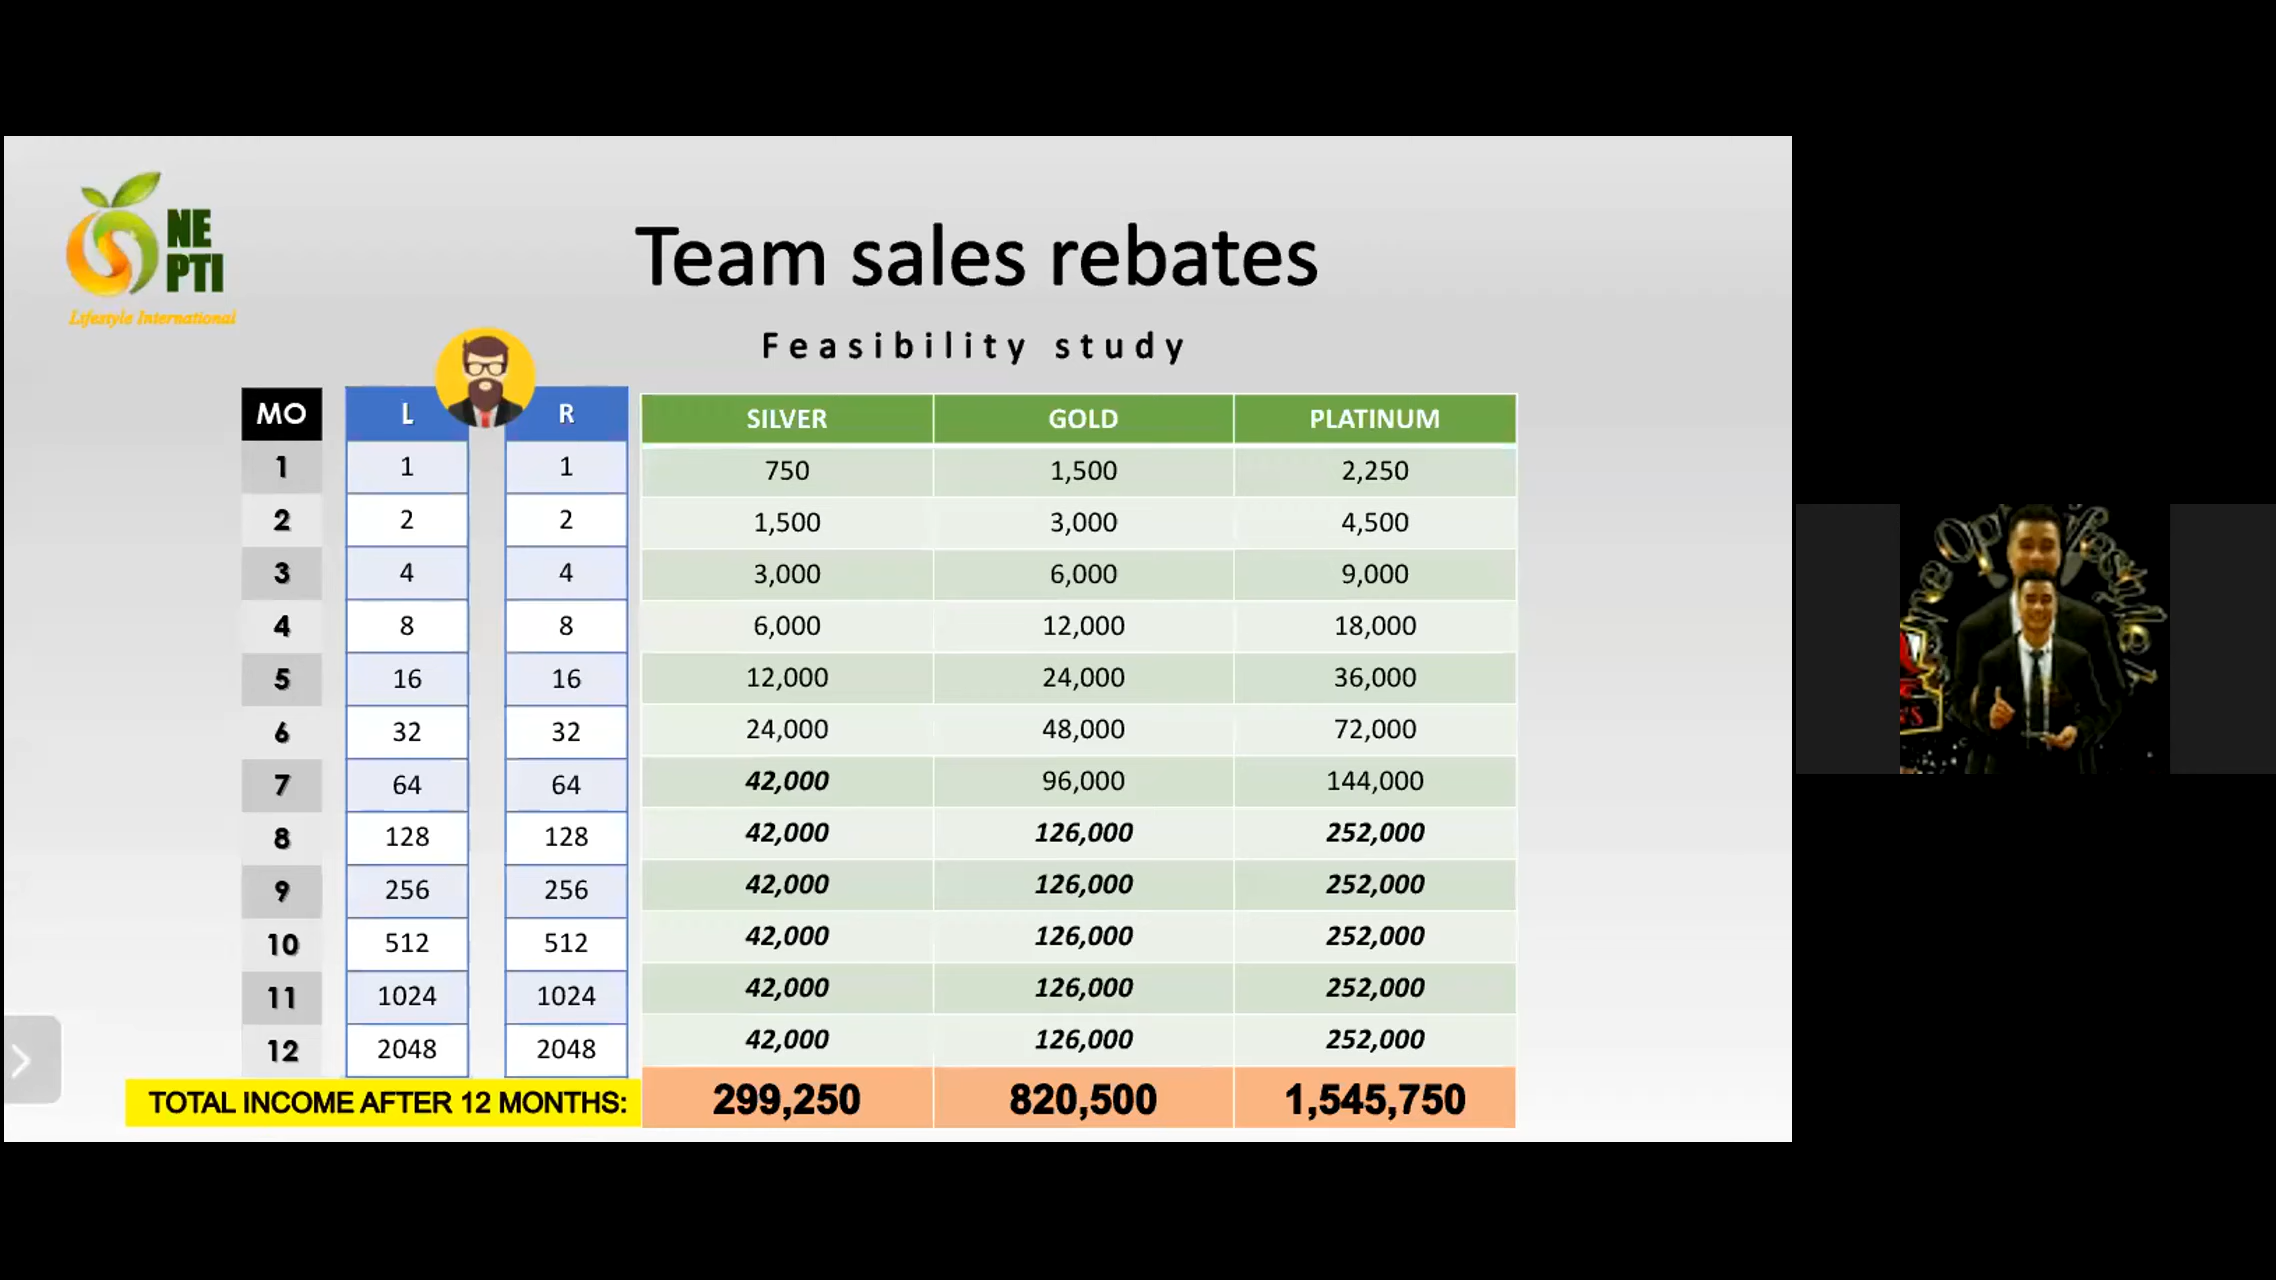 NE
PTI
Lifestyle International
Team sales rebates
Feasibility study
MO L R SILVER GOLD PLATINUM
1 1 1 750 1,500 2,250
2 2 2 1,500 3,000 4,500
3 4 4 3,000 6,000 9,000
4 8 8 6,000 12,000 18,000
5 16 16 12,000 24,000 36,000
6 32 32 24,000 48,000 72,000
7 64 64 42,000 96,000 144,000
8 128 128 42,000 126,000 252,000
9 256 256 42,000 126,000 252,000
10 512 512 42,000 126,000 252,000
11 1024 1024 42,000 126,000 252,000
12 2048 2048 42,000 126,000 252,000
TOTAL INCOME AFTER 12 MONTHS: 299,250 820,500 1,545,750